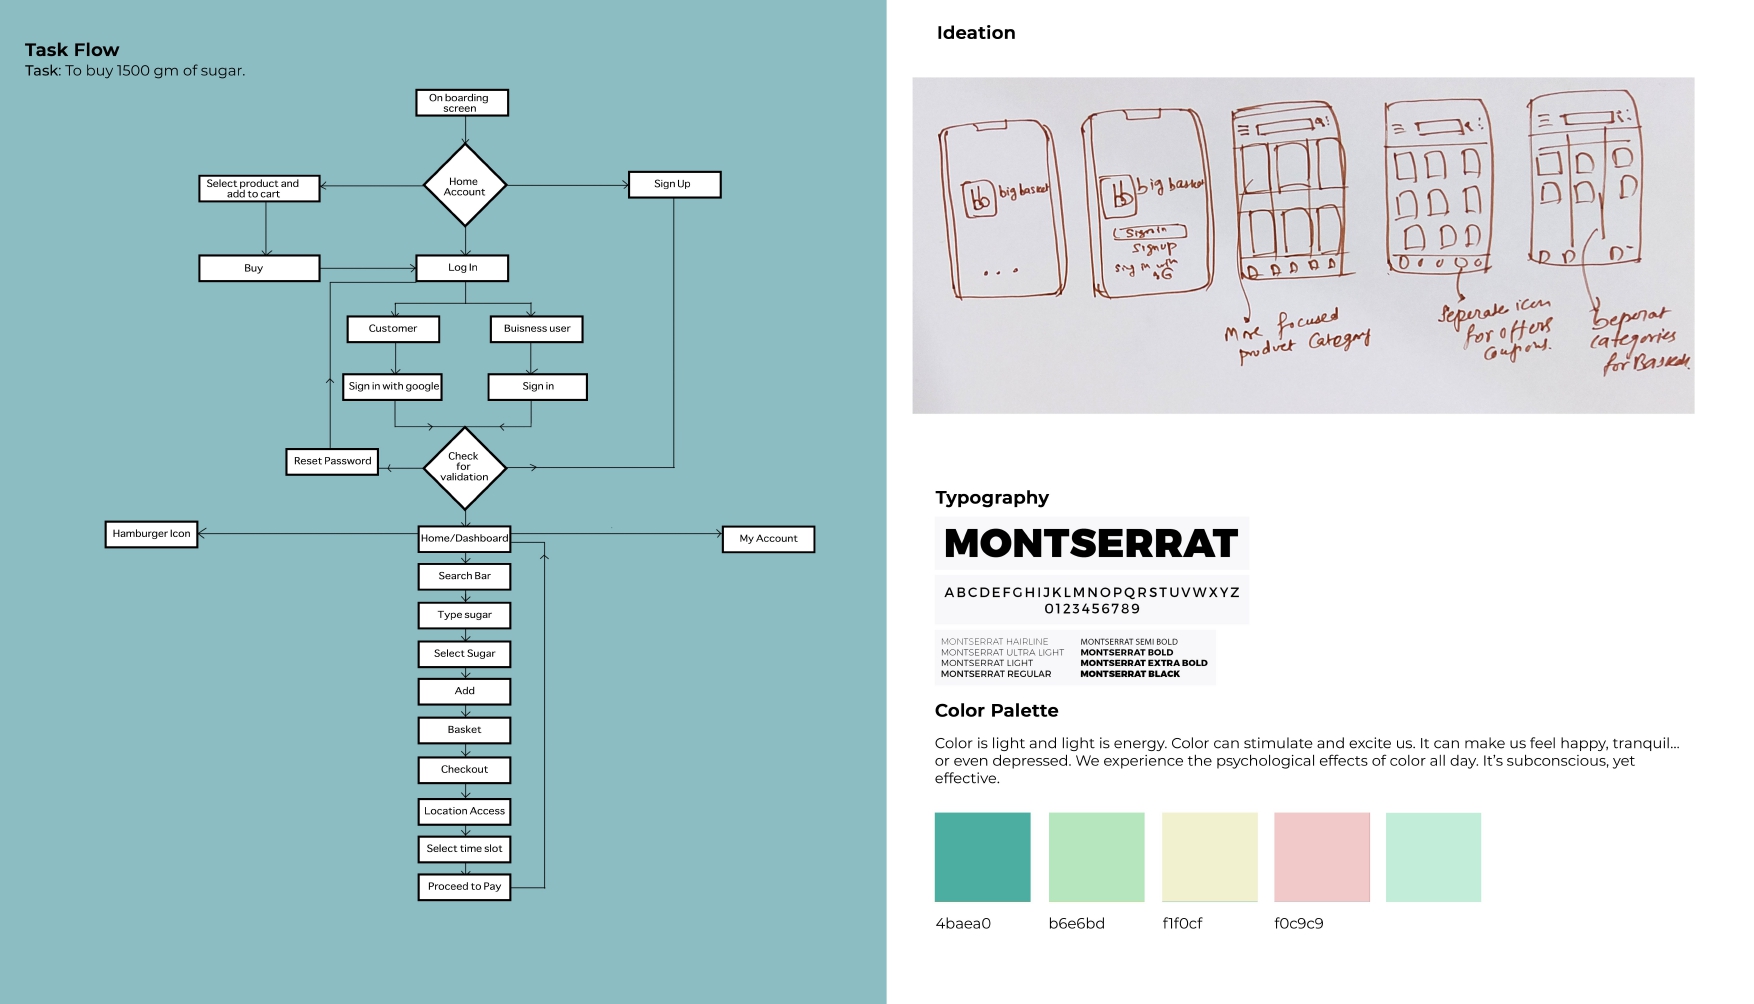 Task Flow
Task: To buy 1500 gm of sugar.
On boarding
screen
Home
Account
Select product and
add to cart
Sign Up
Buy
Log In
Customer
Buisness user
Sign in with google
Sign in
Reset Password
Check
for
validation
Hamburger Icon
Home/Dashboard
My Account
Search Bar
Type sugar
Select Sugar
Add
Basket
Checkout
Location Access
Select time slot
Proceed to Pay
Ideation
bb bigbasket
bb bigbasket
Sign in
Signup
Sign in with
G
More focused
product Category
Seperate icon
for offers
Coupons.
Seperat
categories
for Basket.
Typography
MONTSERRAT
ABCDEFGHIJKLMNOPQRSTUVWXYZ
0123456789
MONTSERRAT HAIRLINE
MONTSERRAT ULTRA LIGHT
MONTSERRAT LIGHT
MONTSERRAT REGULAR
MONTSERRAT SEMI BOLD
MONTSERRAT BOLD
MONTSERRAT EXTRA BOLD
MONTSERRAT BLACK
Color Palette
Color is light and light is energy. Color can stimulate and excite us. It can make us feel happy, tranquil...
or even depressed. We experience the psychological effects of color all day. It’s subconscious, yet
effective.
4baea0
b6e6bd
f1f0cf
f0c9c9